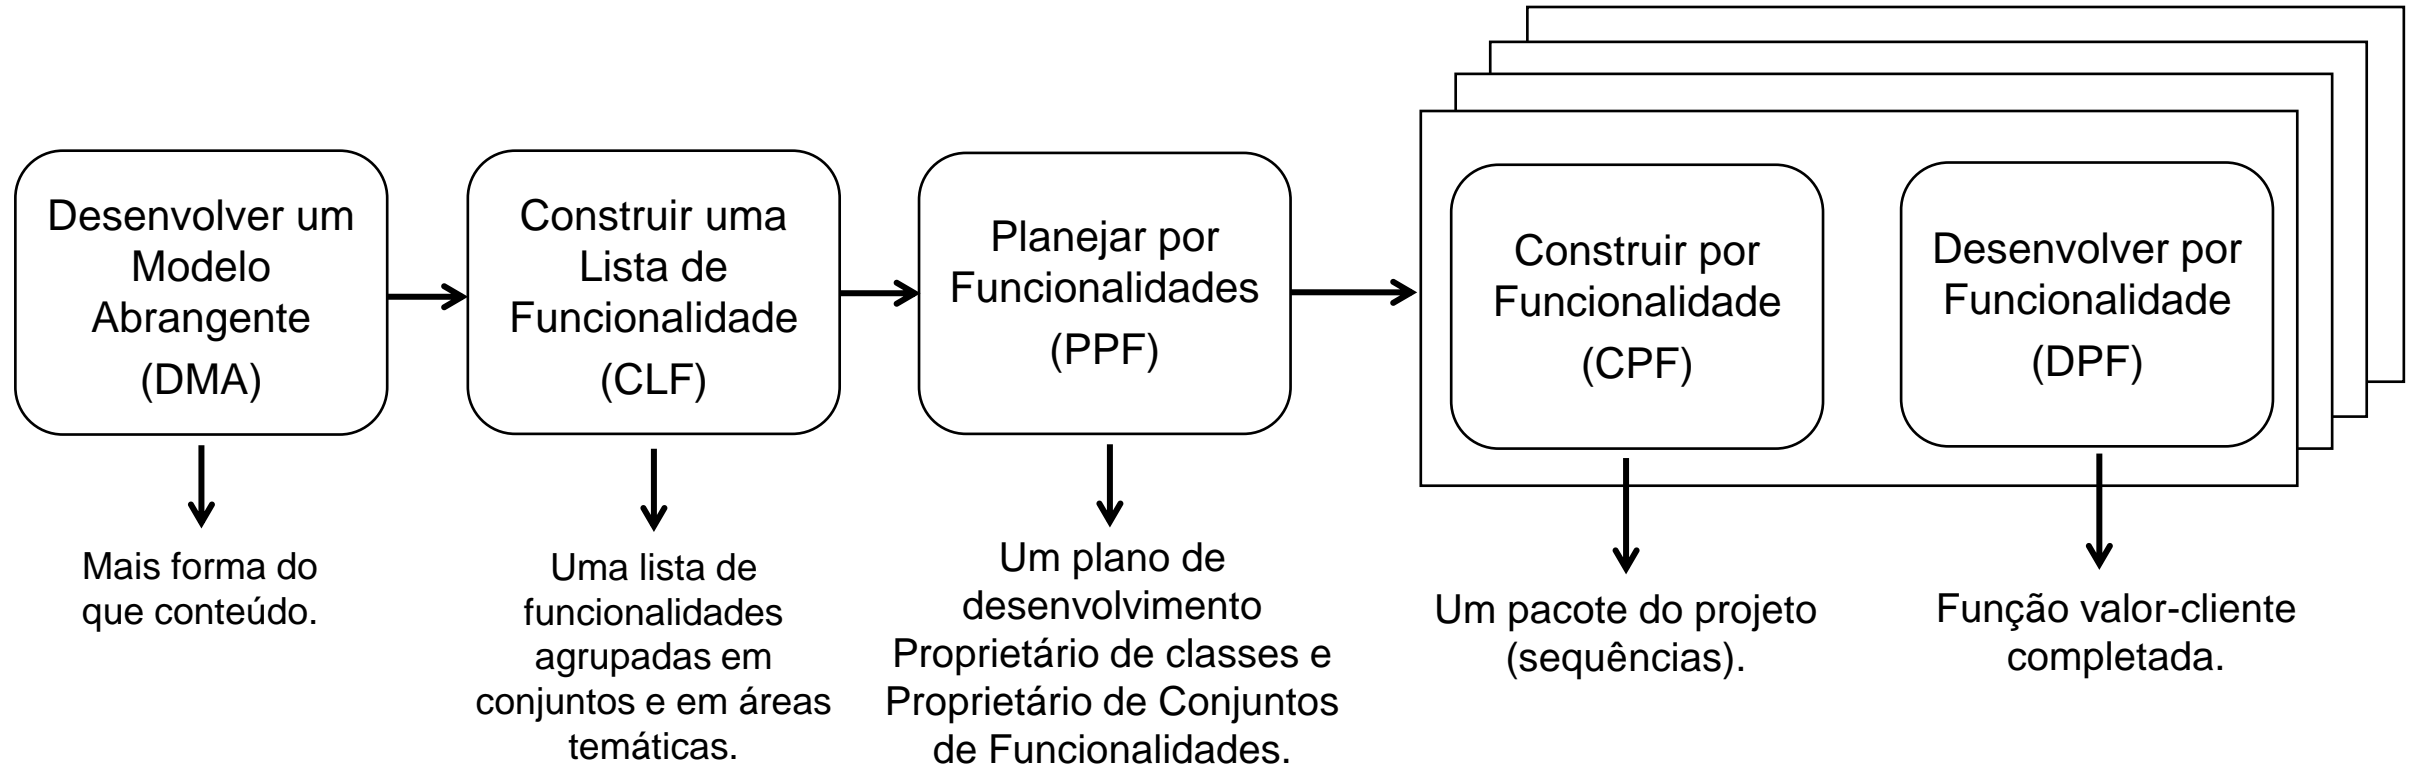 Desenvolver um
Modelo
Abrangente
(DMA)
Construir uma
Lista de
Funcionalidade
(CLF)
Planejar por
Funcionalidades
(PPF)
Construir por
Funcionalidade
(CPF)
Desenvolver por
Funcionalidade
(DPF)
Mais forma do
que conteúdo.
Uma lista de
funcionalidades
agrupadas em
conjuntos e em áreas
temáticas.
Um plano de
desenvolvimento
Proprietário de classes e
Proprietário de Conjuntos
de Funcionalidades.
Um pacote do projeto
(sequências).
Função valor-cliente
completada.